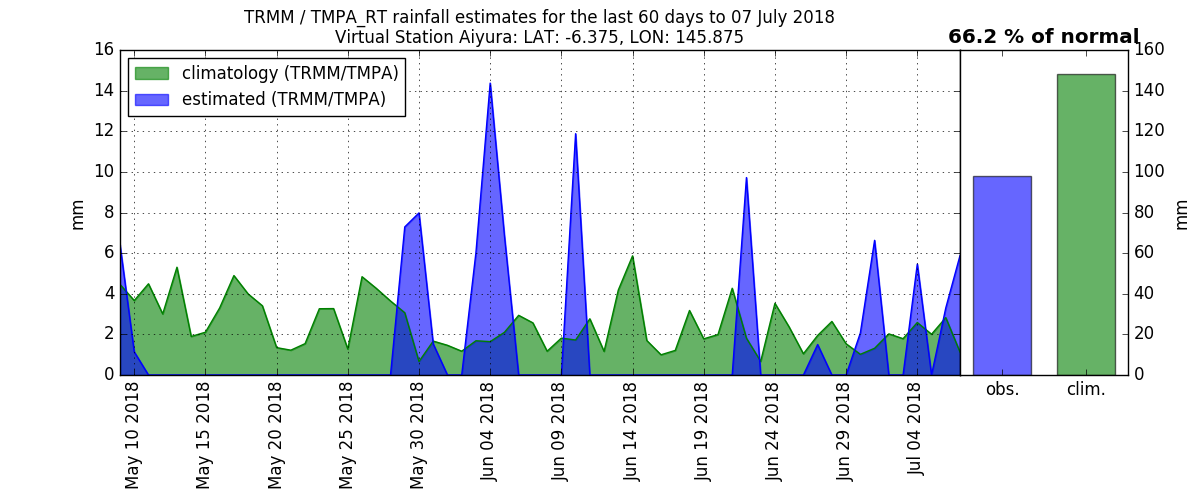 TRMM / TMPA_RT rainfall estimates for the last 60 days to 07 July 2018
Virtual Station Aiyura: LAT: -6.375, LON: 145.875
66.2 % of normal
climatology (TRMM/TMPA)
estimated (TRMM/TMPA)
16
14
12
10
8
6
4
2
0
mm
May 10 2018
May 15 2018
May 20 2018
May 25 2018
May 30 2018
Jun 04 2018
Jun 09 2018
Jun 14 2018
Jun 19 2018
Jun 24 2018
Jun 29 2018
Jul 04 2018
obs.
clim.
160
140
120
100
80
60
40
20
0
mm